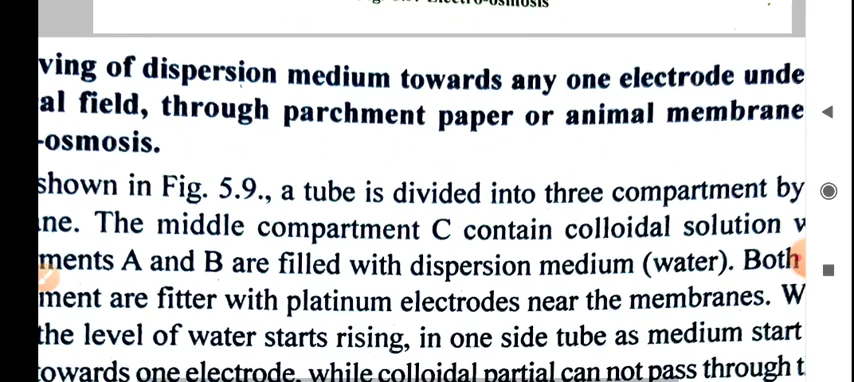 ving of dispersion medium towards any one electrode unde
al field, through parchment paper or animal membrane
-osmosis.
shown in Fig. 5.9., a tube is divided into three compartment by
ne. The middle compartment C contain colloidal solution
ments A and B are filled with dispersion medium (water). Both
ment are fitter with platinum electrodes near the membranes. W
the level of water starts rising, in one side tube as medium start
towards one electrode, while colloidal partial can not pass through t